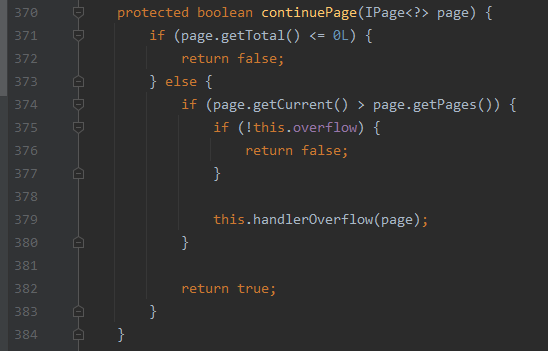 370 protected boolean continuePage(IPage<?> page) {
371 if (page.getTotal() <= 0L) {
372 return false;
373 } else {
374 if (page.getCurrent() > page.getPages()) {
375 if (!this.overflow) {
376 return false;
377 }
378
379 this.handlerOverflow(page);
380 }
381
382 return true;
383 }
384 }